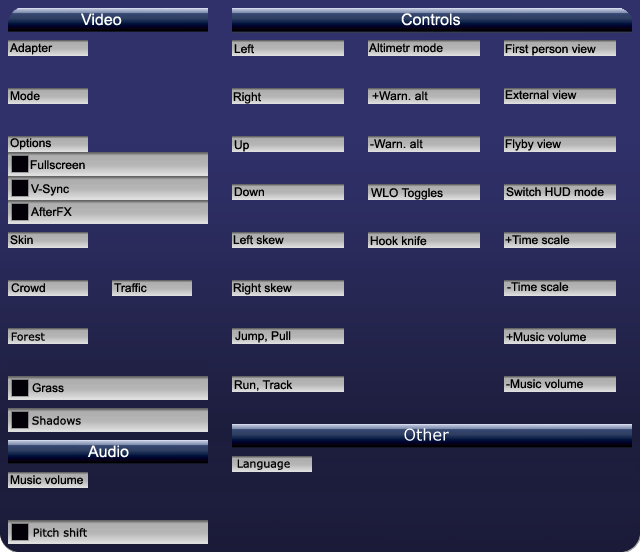 Video
Adapter
Mode
Options
Fullscreen
V-Sync
AfterFX
Skin
Crowd
Traffic
Forest
Grass
Shadows
Audio
Music volume
Pitch shift
Controls
Left
Right
Up
Down
Left skew
Right skew
Jump, Pull
Run, Track
Altimetr mode
+Warn. alt
-Warn. alt
WLO Toggles
Hook knife
First person view
External view
Flyby view
Switch HUD mode
+Time scale
-Time scale
+Music volume
-Music volume
Other
Language